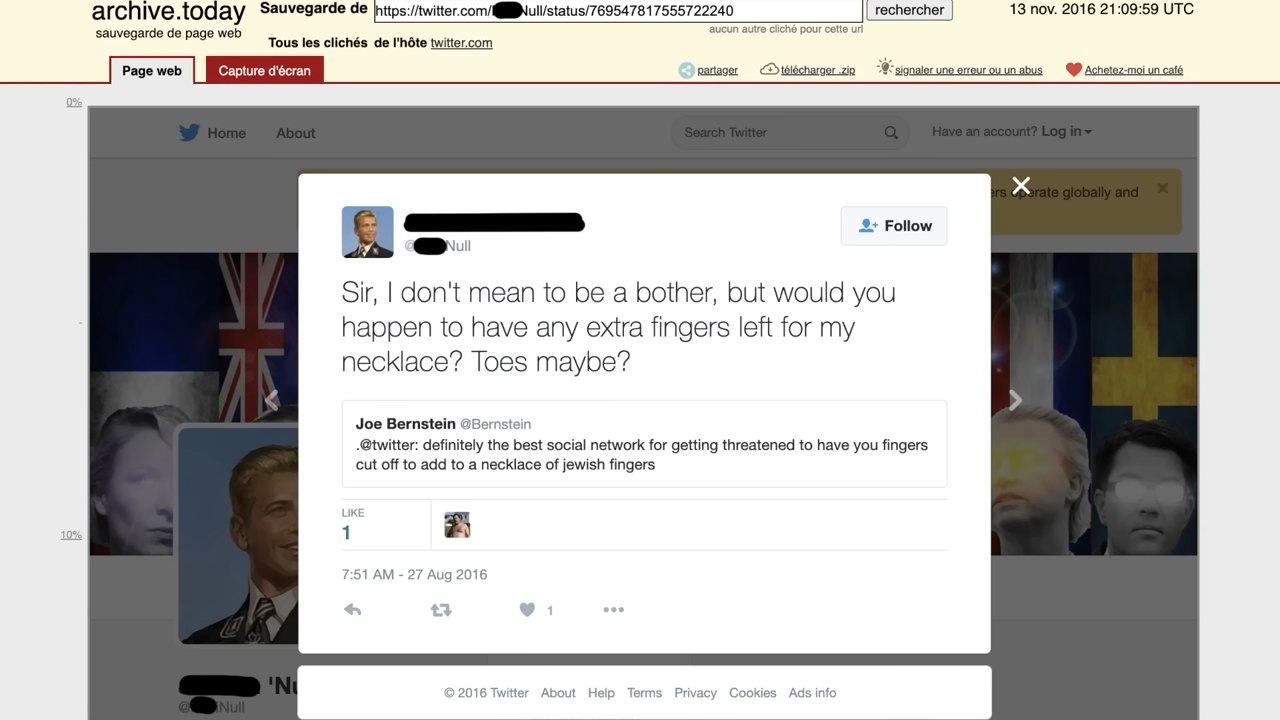 archive.today
sauvegarde de page web
Sauvegarde de
https://twitter.com/ Null/status/769547817555722240
rechercher
13 nov. 2016 21:09:59 UTC
aucun autre cliché pour cette url
Tous les clichés de l'hôte twitter.com
Page web
Capture d'écran
partager
télécharger .zip
signaler une erreur ou un abus
Achetez-moi un café
0%
Home
About
Search Twitter
Have an account? Log in
operate globally and
Follow
@ Null
Sir, I don't mean to be a bother, but would you
happen to have any extra fingers left for my
necklace? Toes maybe?
Joe Bernstein @Bernstein
.@twitter: definitely the best social network for getting threatened to have you fingers
cut off to add to a necklace of jewish fingers
LIKE
1
10%
7:51 AM - 27 Aug 2016
1
© 2016 Twitter About Help Terms Privacy Cookies Ads info
@ Null